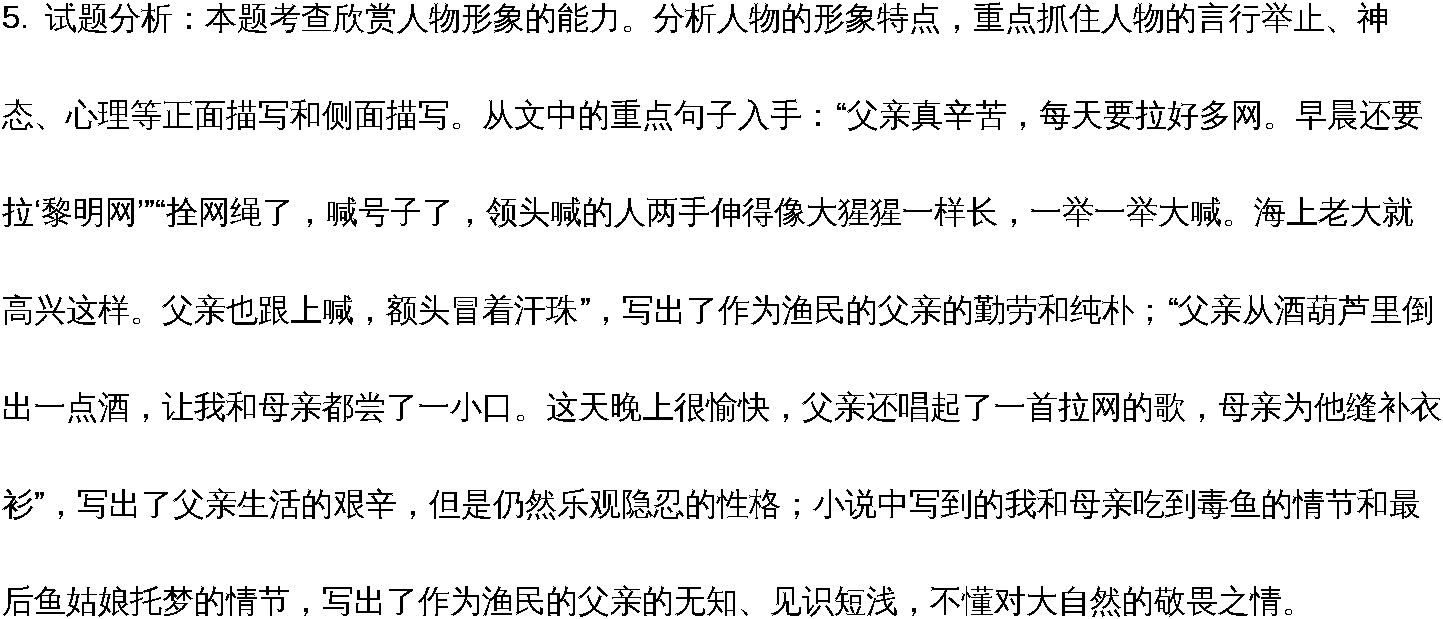 5. 试题分析：本题考查欣赏人物形象的能力。分析人物的形象特点，重点抓住人物的言行举止、神
态、心理等正面描写和侧面描写。从文中的重点句子入手：“父亲真辛苦，每天要拉好多网。早晨还要
拉‘黎明网’”“拴网绳了，喊号子了，领头喊的人两手伸得像大猩猩一样长，一举一举大喊。海上老大就
高兴这样。父亲也跟上喊，额头冒着汗珠”，写出了作为渔民的父亲的勤劳和纯朴；“父亲从酒葫芦里倒
出一点酒，让我和母亲都尝了一小口。这天晚上很愉快，父亲还唱起了一首拉网的歌，母亲为他缝补衣
衫”，写出了父亲生活的艰辛，但是仍然乐观隐忍的性格；小说中写到的我和母亲吃到毒鱼的情节和最
后鱼姑娘托梦的情节，写出了作为渔民的父亲的无知、见识短浅，不懂对大自然的敬畏之情。